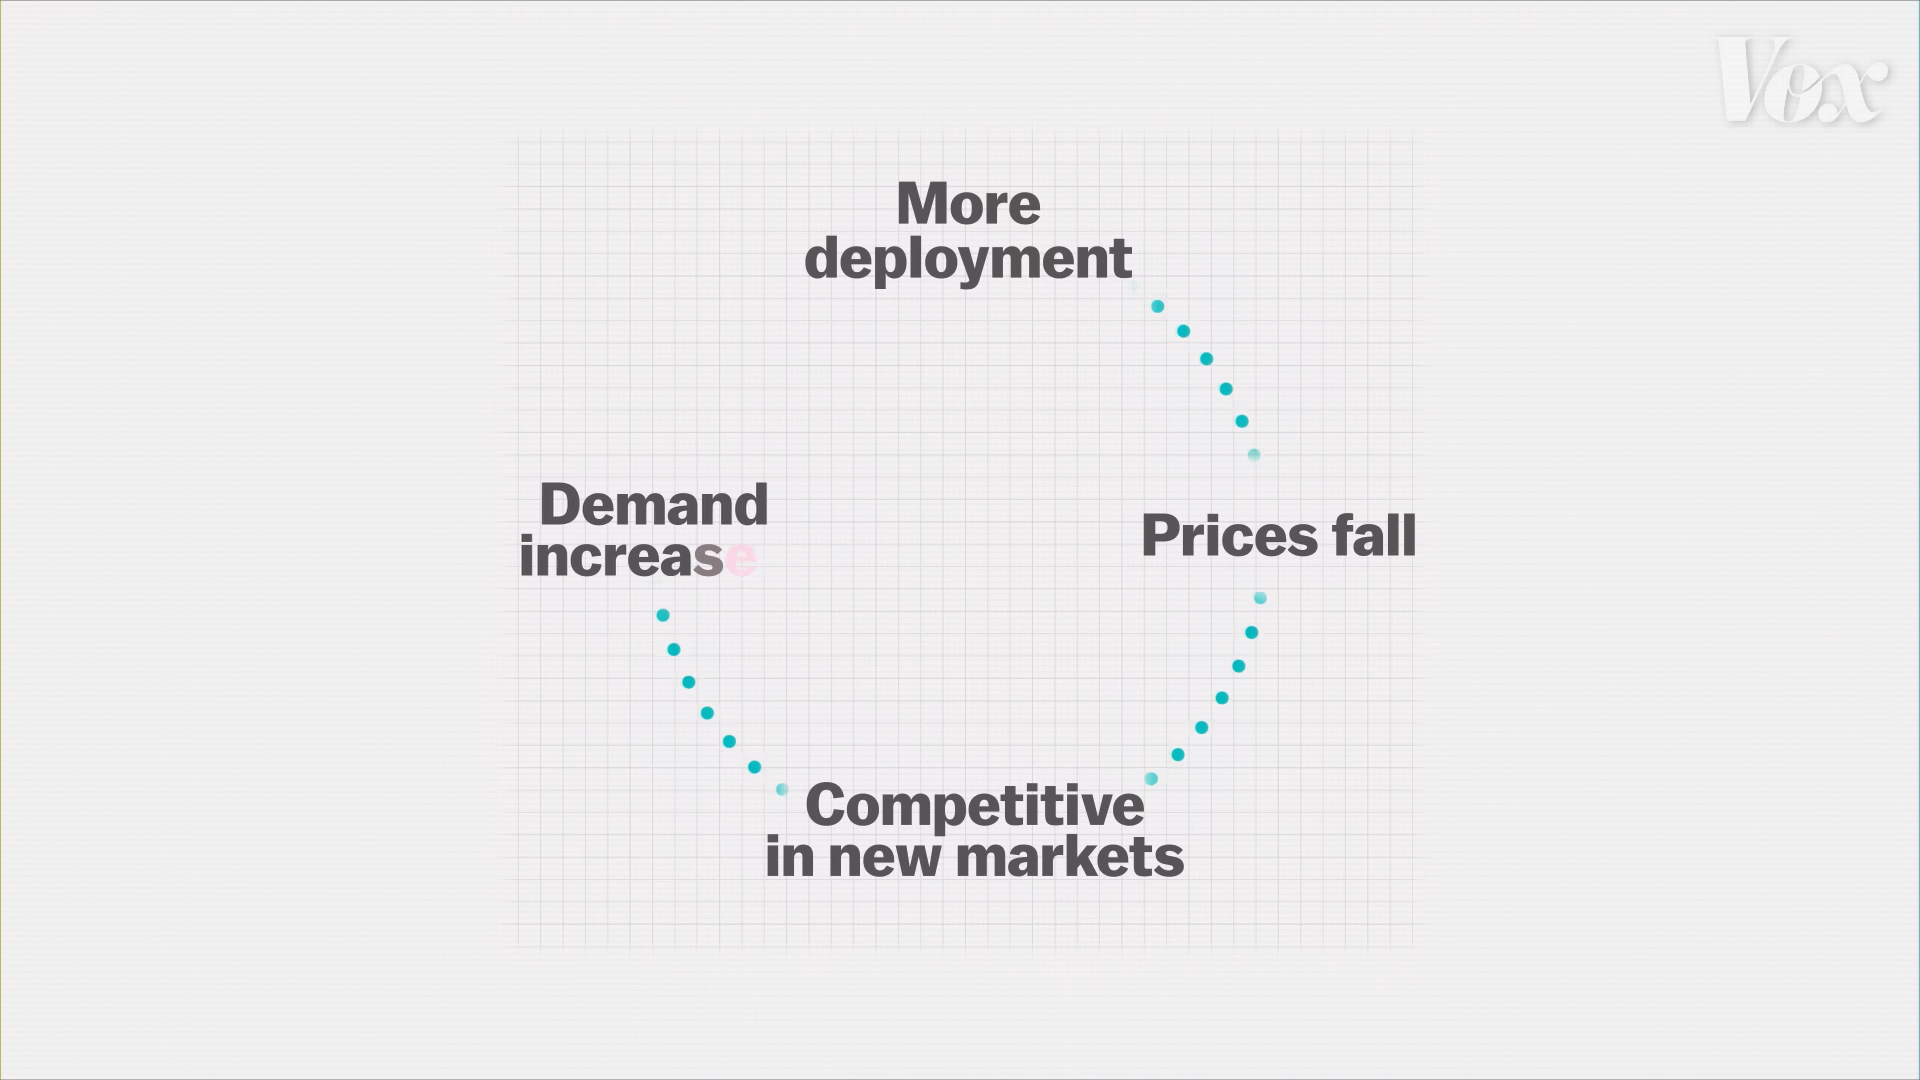 Vox
More
deployment
Demand
increase
Prices fall
Competitive
in new markets